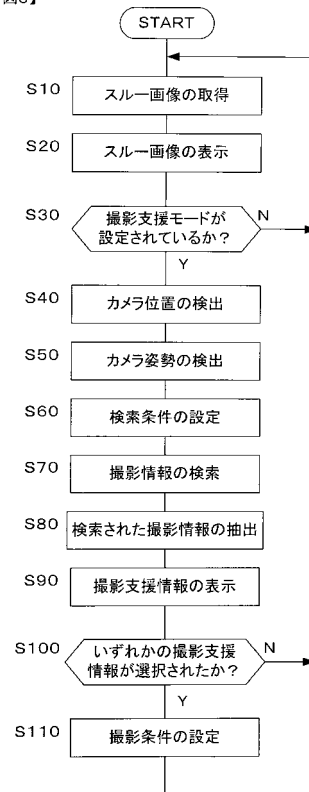 START
S10 スルー画像の取得
S20 スルー画像の表示
S30 撮影支援モードが
設定されているか？ N
Y
S40 カメラ位置の検出
S50 カメラ姿勢の検出
S60 検索条件の設定
S70 撮影情報の検索
S80 検索された撮影情報の抽出
S90 撮影支援情報の表示
S100 いずれかの撮影支援
情報が選択されたか？ N
Y
S110 撮影条件の設定